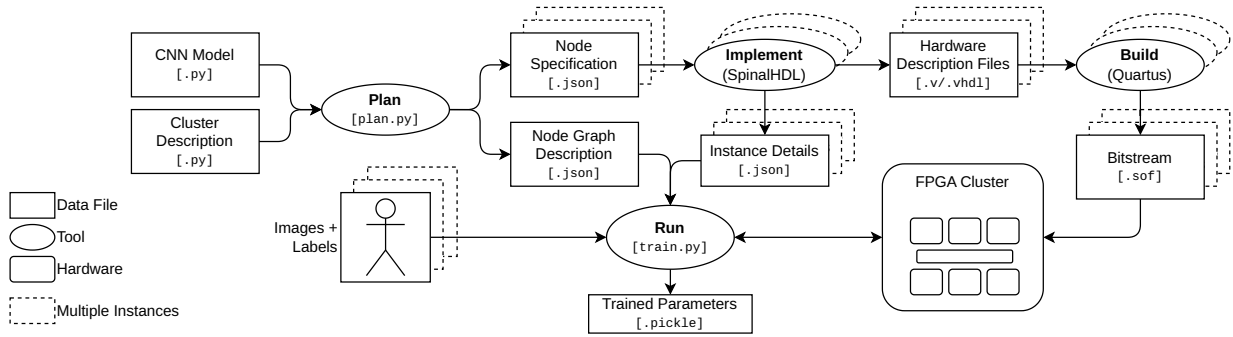 CNN Model
[.py]
Cluster
Description
[.py]
Plan
[plan.py]
Node
Specification
[.json]
Node Graph
Description
[.json]
Implement
(SpinalHDL)
Instance Details
[.json]
Hardware
Description Files
[.v/.vhdl]
Build
(Quartus)
Bitstream
[.sof]
FPGA Cluster
Images +
Labels
Run
[train.py]
Trained Parameters
[.pickle]
Data File
Tool
Hardware
Multiple Instances